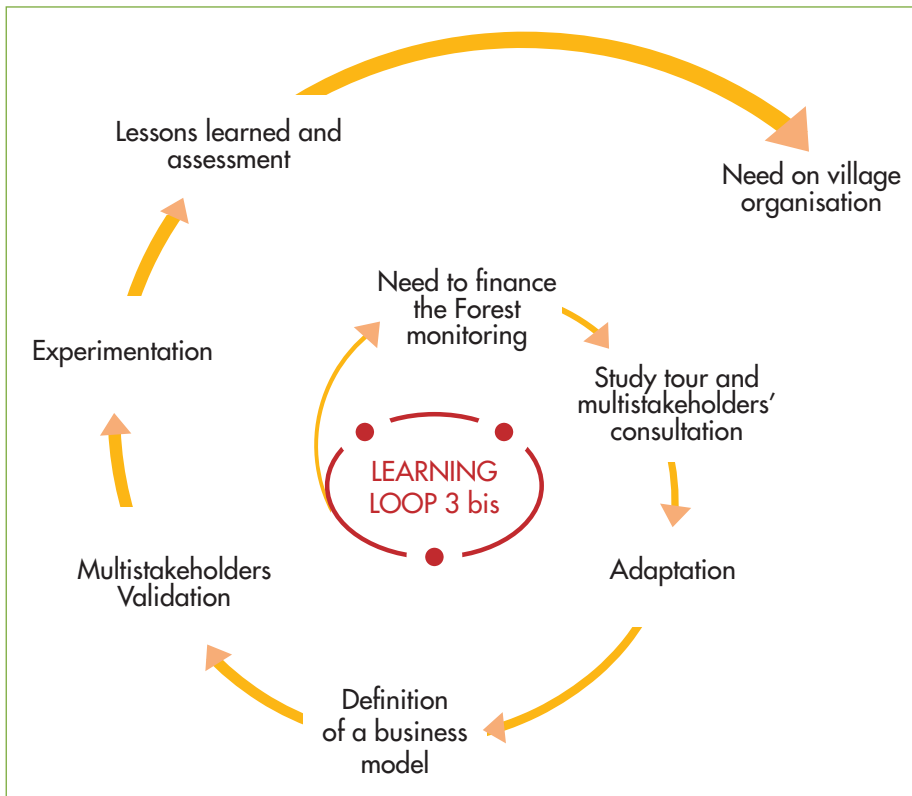 LEARNING
LOOP 3 bis
Need to finance
the Forest
monitoring
Study tour and
multistakeholders’
consultation
Adaptation
Definition
of a business
model
Multistakeholders
Validation
Experimentation
Lessons learned and
assessment
Need on village
organisation